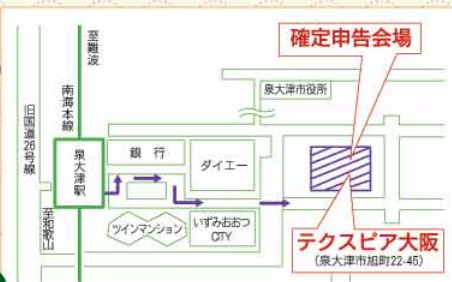 至難波
南海本線
旧国道26号線
泉大津駅
至和歌山
銀行
ダイエー
ツインマンション
いずみおおつ
CITY
泉大津市役所
確定申告会場
テクスピア大阪
(泉大津市旭町22-45)